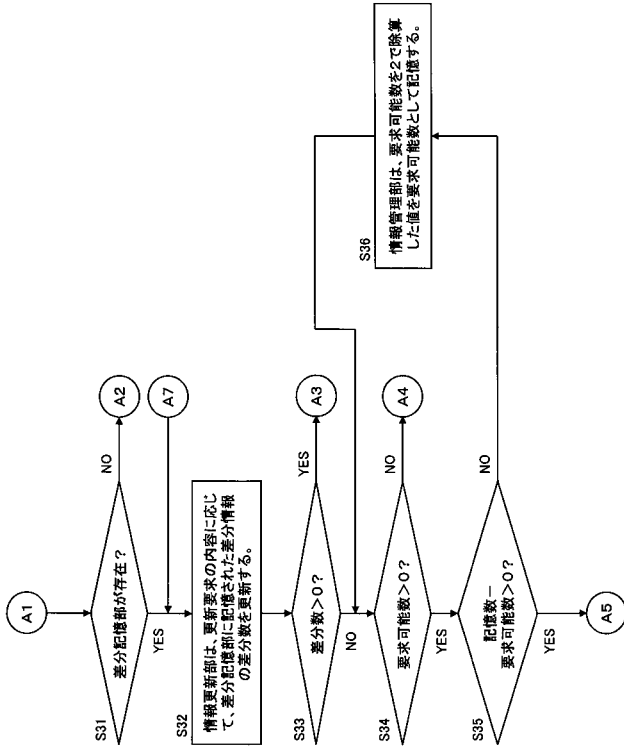 A1
S31
差分記憶部が存在？
NO
A2
YES
A7
S32
情報更新部は、更新要求の内容に応じ
て、差分記憶部に記憶された差分情報
の差分数を更新する。
S33
差分数＞0？
YES
A3
NO
S34
要求可能数＞0？
NO
A4
YES
S35
記憶数－
要求可能数＞0？
NO
YES
A5
S36
情報管理部は、要求可能数を2で除算
した値を要求可能数として記憶する。